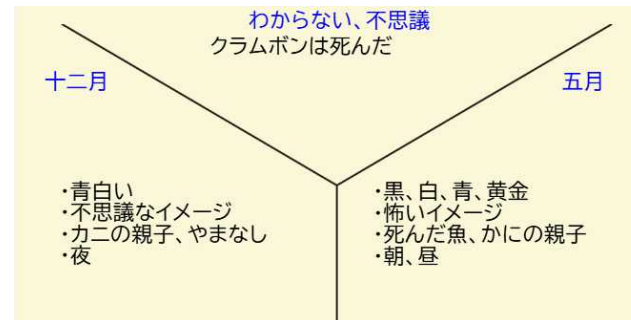 わからない、不思議
クラムボンは死んだ
十二月
五月
・青白い
・不思議なイメージ
・カニの親子、やまなし
・夜
・黒、白、青、黄金
・怖いイメージ
・死んだ魚、かにの親子
・朝、昼